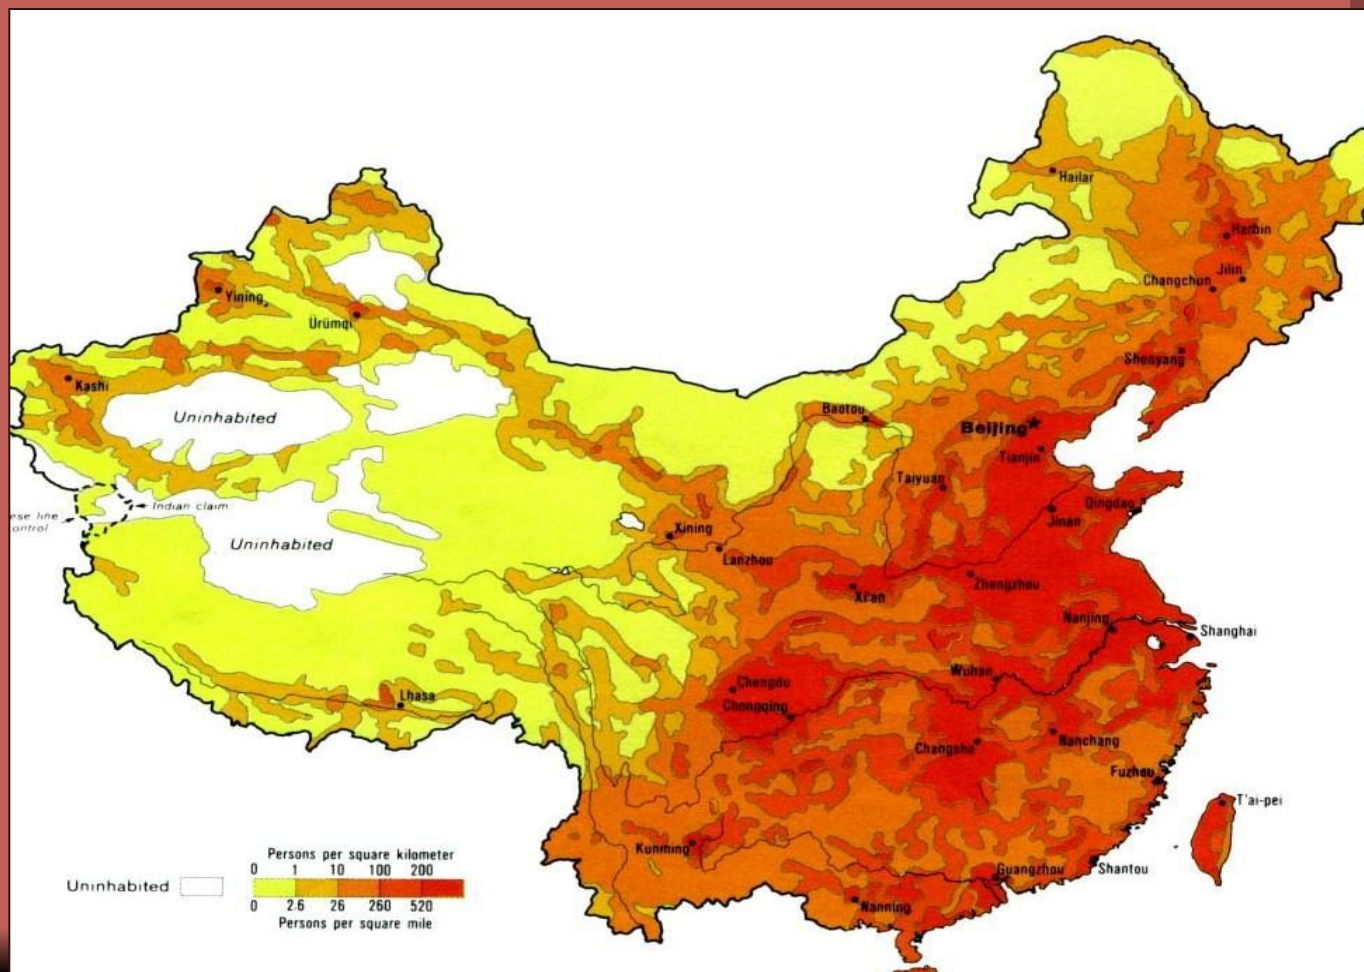 Hailar
Harbin
Jilin
Changchun
Yining
Ürümqi
Shenyang
Kashi
Uninhabited
Baotou
Beijing
Tianjin
Taiyuan
ese line
ontrol
Indian claim
Qingdao
Jinan
Uninhabited
Xining
Lanzhou
Xi'an
Zhengzhou
Nanjing
Shanghai
Wuhan
Lhasa
Chengdu
Chongqing
Changsha
Nanchang
Fuzhou
T'ai-pei
Kunming
Guangzhou
Shantou
Nanning
Persons per square kilometer
0 1 10 100 200
Uninhabited
0 2.6 26 260 520
Persons per square mile